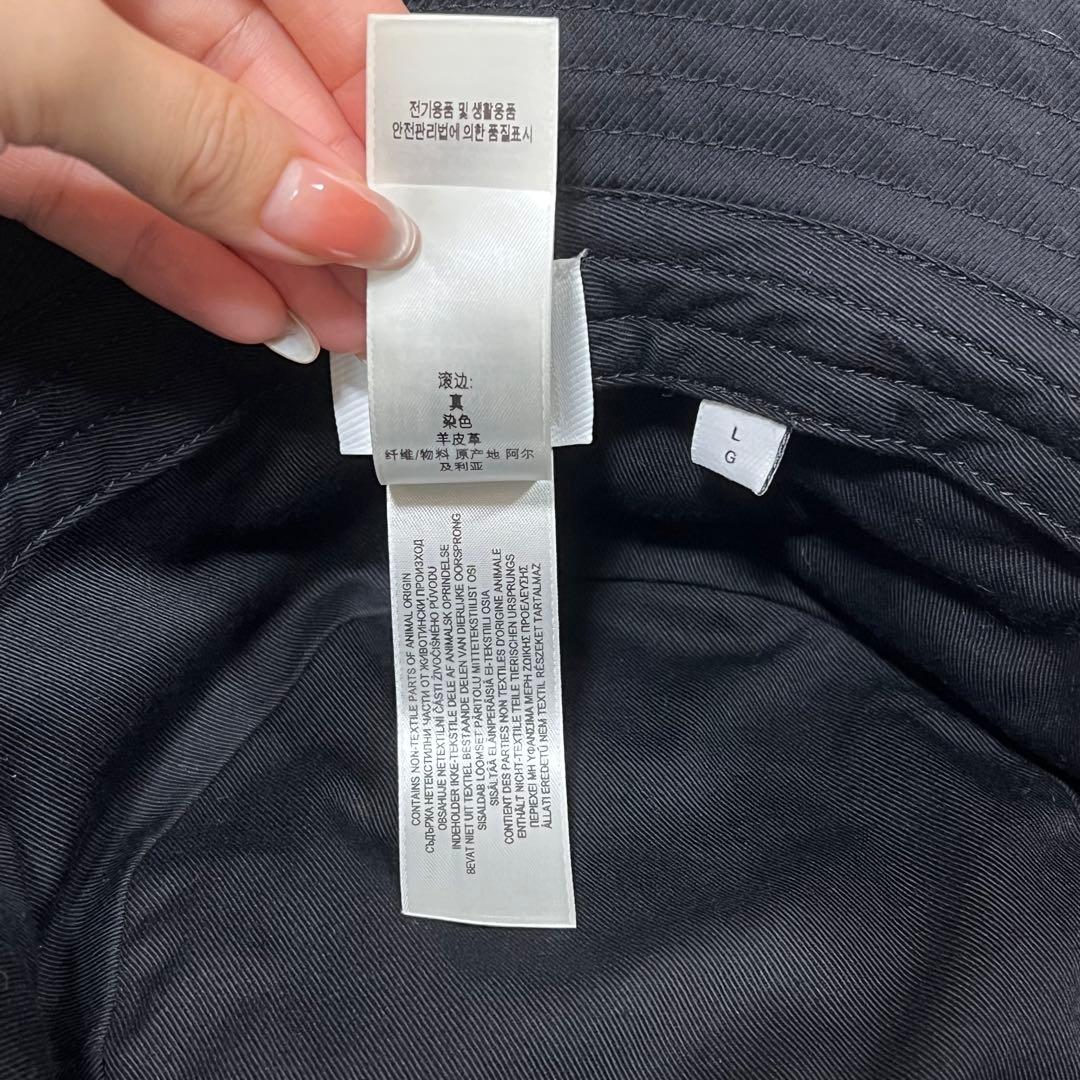 전기용품 및 생활용품
안전관리법에 의한 품질표시
滚边:
真
染色
羊皮革
纤维/物料 原产地 阿尔
及利亚
L
G
CONTAINS NON-TEXTILE PARTS OF ANIMAL ORIGIN
СЪДЪРЖА НЕТЕКСТИЛНИ ЧАСТИ ОТ ЖИВОТИНСКИ ПРОИЗХОД
OBSAHUJE NETEXTILNÍ ČÁSTI ŽIVOČIŠNÉHO PŮVODU
INDEHOLDER IKKE-TEKSTILE DELE AF ANIMALSK OPRINDELSE
BEVAT NIET UIT TEXTIEL BESTAANDE DELEN VAN DIERLIJKE OORSPRONG
SISALDAB LOOMSET PÄRITOLU MITTETEKSTIILIST OSI
SISÄLTÄÄ ELÄINPERÄISIÄ EI-TEKSTIILI OSIA
CONTIENT DES PARTIES NON TEXTILES D'ORIGINE ANIMALE
ENTHÄLT NICHT-TEXTILE TEILE TIERISCHEN URSPRUNGS
ΠΕΡΙΕΧΕΙ ΜΗ ΥΦΑΝΣΙΜΑ ΜΕΡΗ ΖΩΙΚΗΣ ΠΡΟΕΛΕΥΣΗΣ
ÁLLATI EREDETŰ NEM TEXTIL RÉSZEKET TARTALMAZ